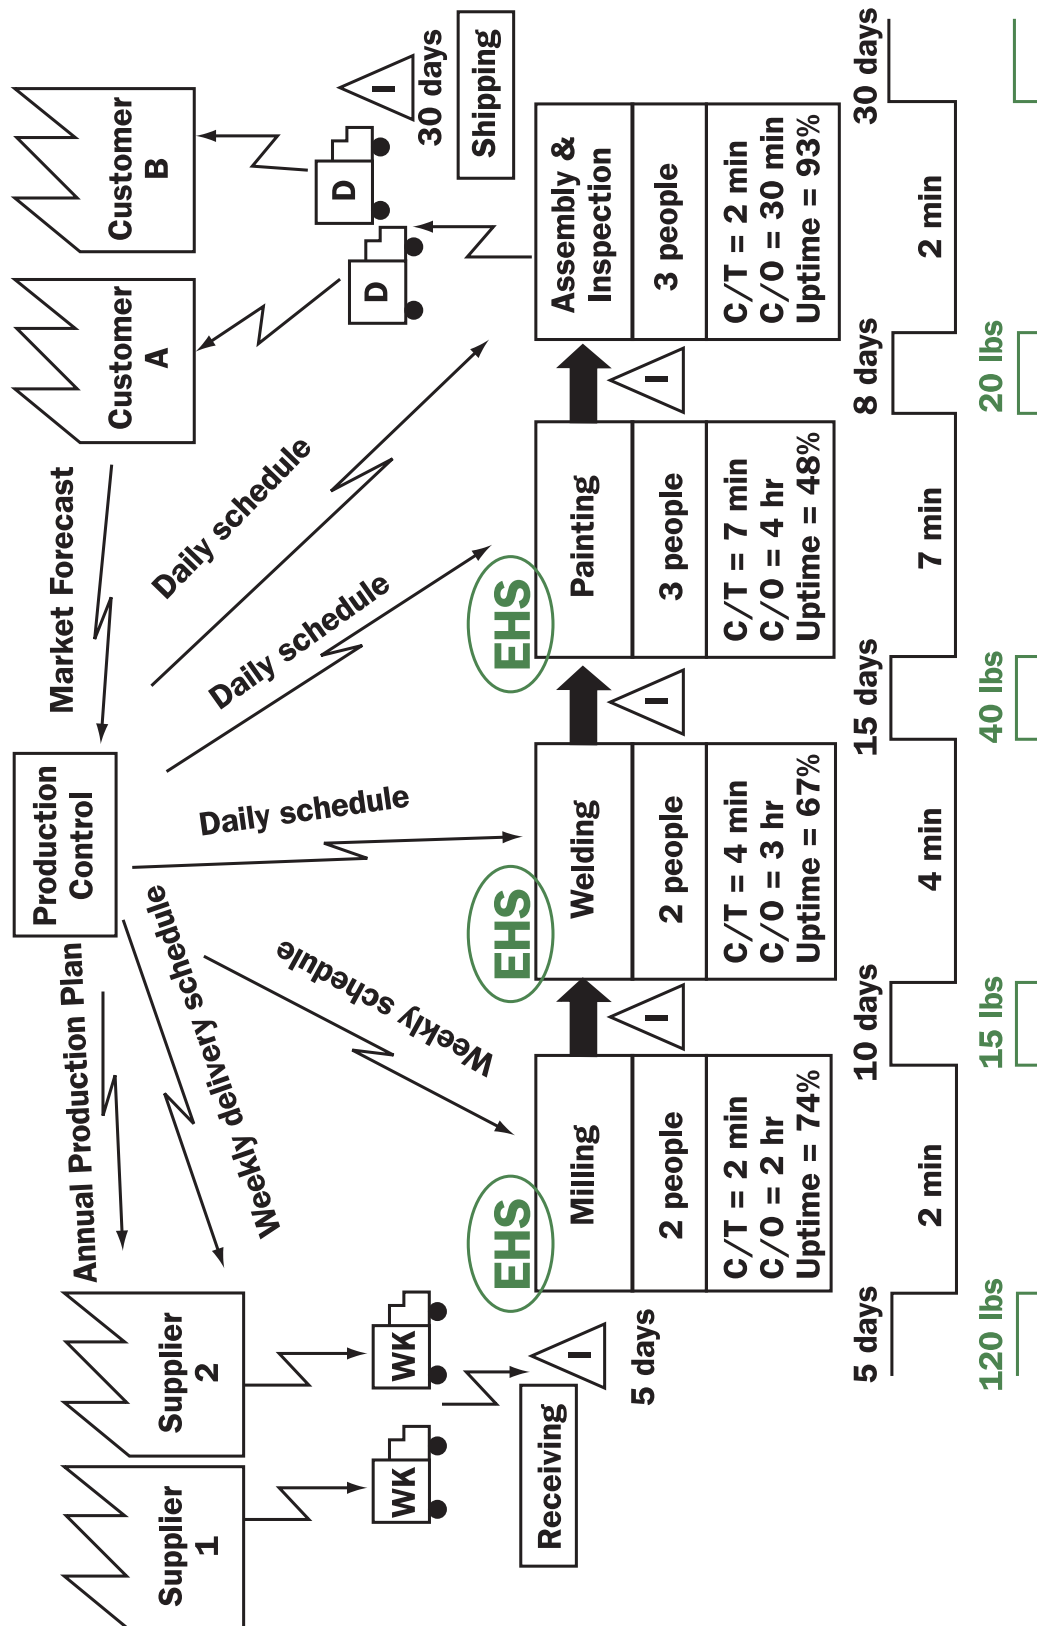 Supplier
1
Supplier
2
Annual Production Plan
Weekly delivery schedule
Production
Control
Market Forecast
Customer
A
Customer
B
Weekly schedule
Daily schedule
Daily schedule
Daily schedule
WK
WK
D
D
I
30 days
Shipping
Receiving
I
5 days
EHS
Milling
2 people
C/T = 2 min
C/O = 2 hr
Uptime = 74%
I
EHS
Welding
2 people
C/T = 4 min
C/O = 3 hr
Uptime = 67%
I
EHS
Painting
3 people
C/T = 7 min
C/O = 4 hr
Uptime = 48%
I
Assembly &
Inspection
3 people
C/T = 2 min
C/O = 30 min
Uptime = 93%
5 days
10 days
15 days
8 days
30 days
2 min
4 min
7 min
2 min
120 lbs
15 lbs
40 lbs
20 lbs